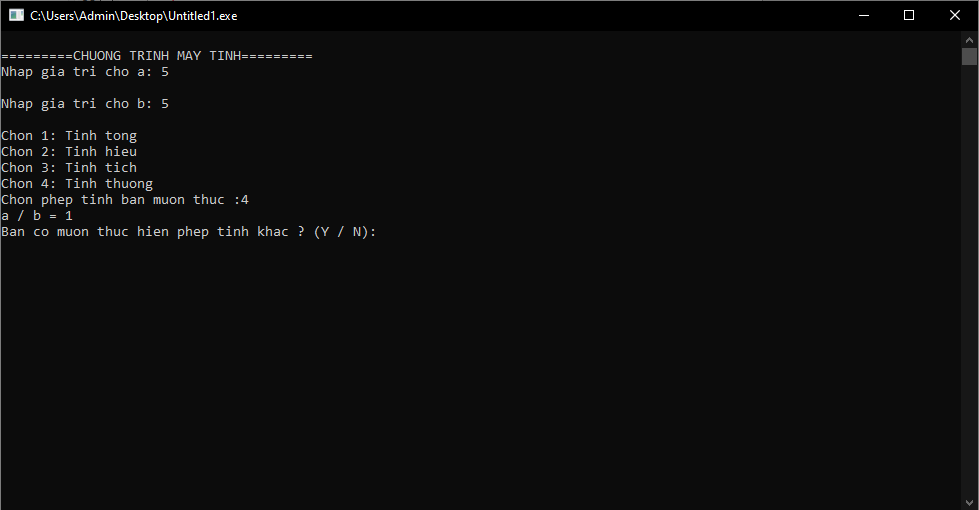 C:\Users\Admin\Desktop\Untitled1.exe
=========CHUONG TRINH MAY TINH=========
Nhap gia tri cho a: 5
Nhap gia tri cho b: 5
Chon 1: Tinh tong
Chon 2: Tinh hieu
Chon 3: Tinh tich
Chon 4: Tinh thuong
Chon phep tinh ban muon thuc :4
a / b = 1
Ban co muon thuc hien phep tinh khac ? (Y / N):